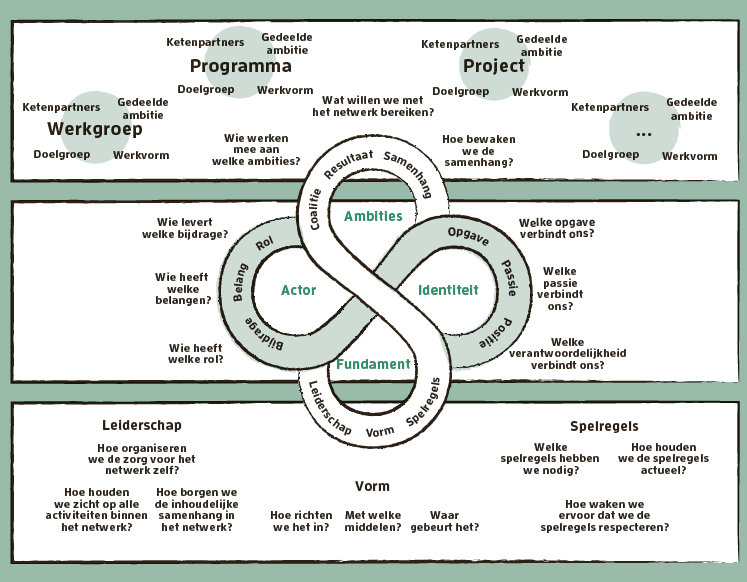 Ketenpartners
Gedeelde
ambitie
Programma
Doelgroep
Werkvorm
Ketenpartners
Gedeelde
ambitie
Project
Doelgroep
Werkvorm
Ketenpartners
Gedeelde
ambitie
Werkgroep
Doelgroep
Werkvorm
Ketenpartners
Gedeelde
ambitie
...
Doelgroep
Werkvorm
Wat willen we met
het netwerk bereiken?
Wie werken
mee aan
welke ambities?
Hoe bewaken
we de
samenhang?
Coalitie
Resultaat
Samenhang
Ambities
Wie levert
welke bijdrage?
Wie heeft
welke
belangen?
Wie heeft
welke rol?
Rol
Belang
Bijdrage
Actor
Identiteit
Opgave
Passie
Positie
Welke opgave
verbindt ons?
Welke
passie
verbindt
ons?
Welke
verantwoordelijkheid
verbindt ons?
Fundament
Leiderschap
Vorm
Spelregels
Leiderschap
Hoe organiseren
we de zorg voor het
netwerk zelf?
Hoe houden
we zicht op alle
activiteiten binnen
het netwerk?
Hoe borgen we
de inhoudelijke
samenhang in
het netwerk?
Vorm
Hoe richten
we het in?
Met welke
middelen?
Waar
gebeurt het?
Spelregels
Welke
spelregels hebben
we nodig?
Hoe houden
we de spelregels
actueel?
Hoe waken we
ervoor dat we de
spelregels respecteren?